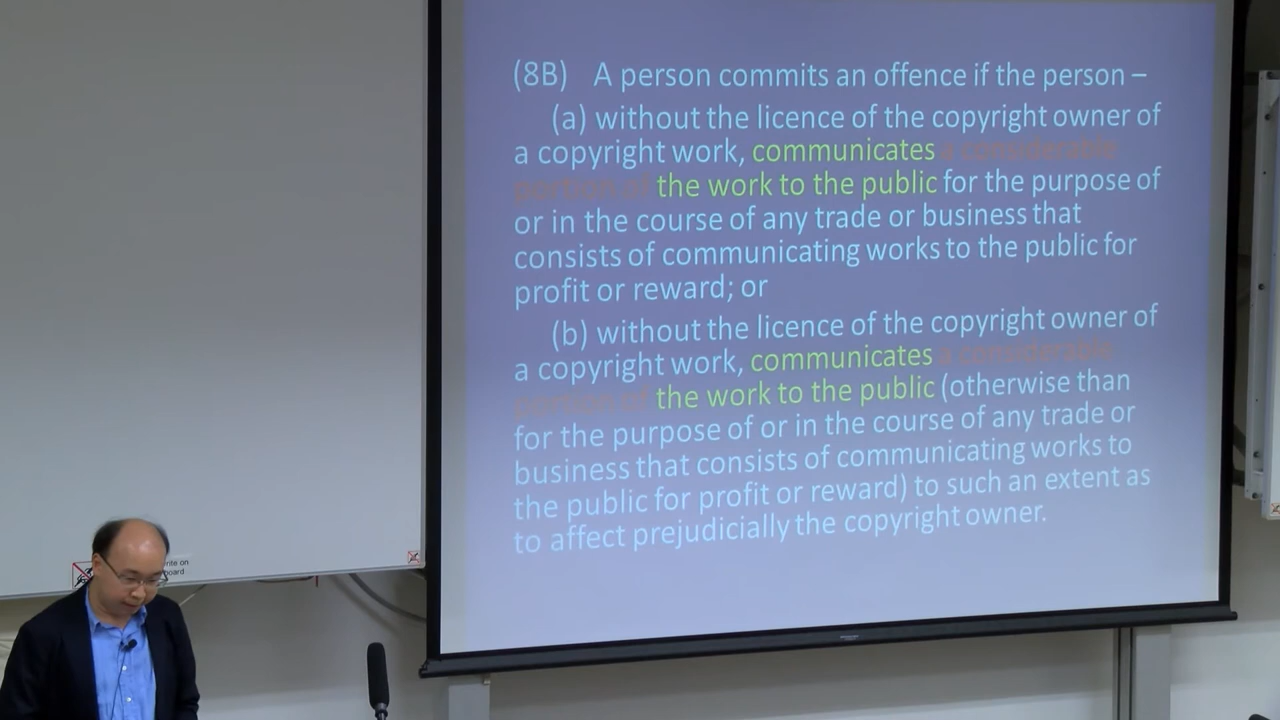 (8B) A person commits an offence if the person –
(a) without the licence of the copyright owner of
a copyright work, communicates a considerable
portion of the work to the public for the purpose of
or in the course of any trade or business that
consists of communicating works to the public for
profit or reward; or
(b) without the licence of the copyright owner of
a copyright work, communicates a considerable
portion of the work to the public (otherwise than
for the purpose of or in the course of any trade or
business that consists of communicating works to
the public for profit or reward) to such an extent as
to affect prejudicially the copyright owner.